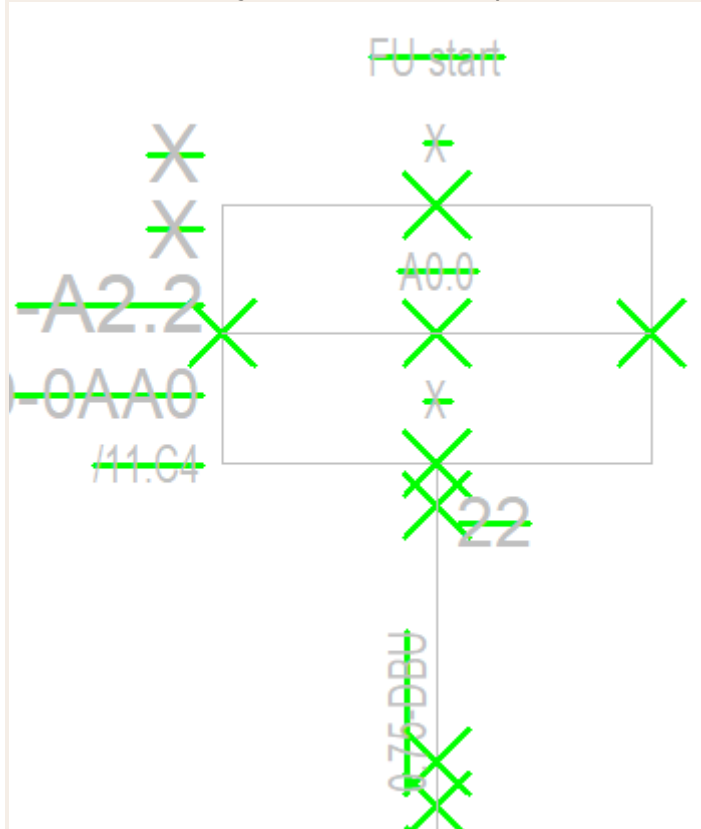 FU start
X
X
X
A0.0
-A2.2
-0AA0
X
/11.C4
22
0,75-DBU